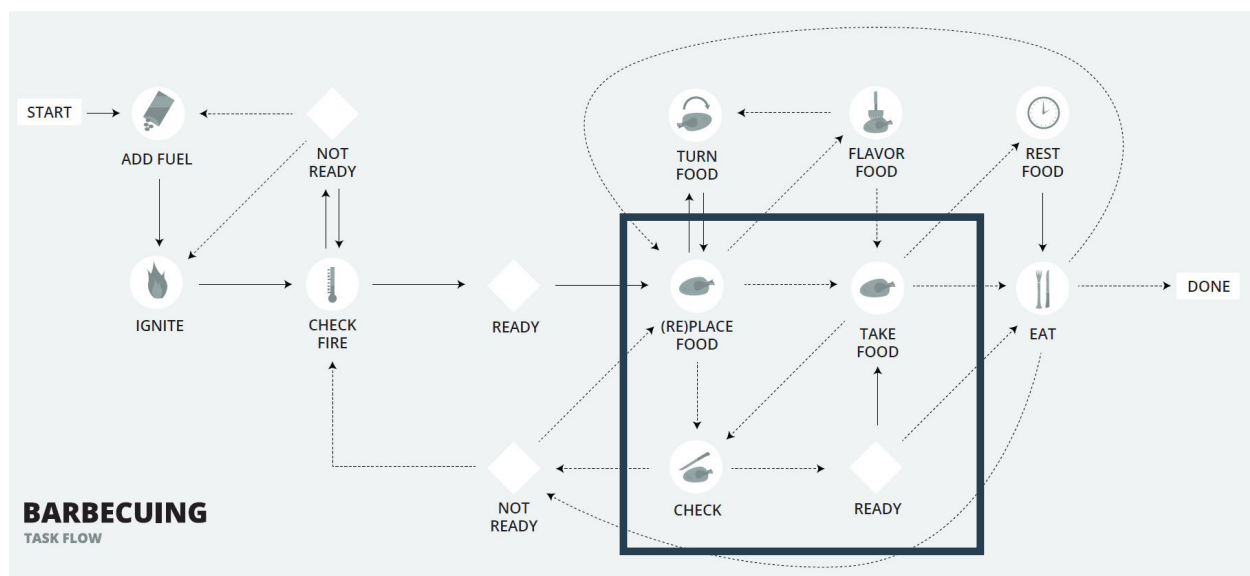 START
ADD FUEL
NOT
READY
TURN
FOOD
FLAVOR
FOOD
REST
FOOD
IGNITE
CHECK
FIRE
READY
(RE)PLACE
FOOD
TAKE
FOOD
EAT
DONE
NOT
READY
CHECK
READY
BARBECUING
TASK FLOW